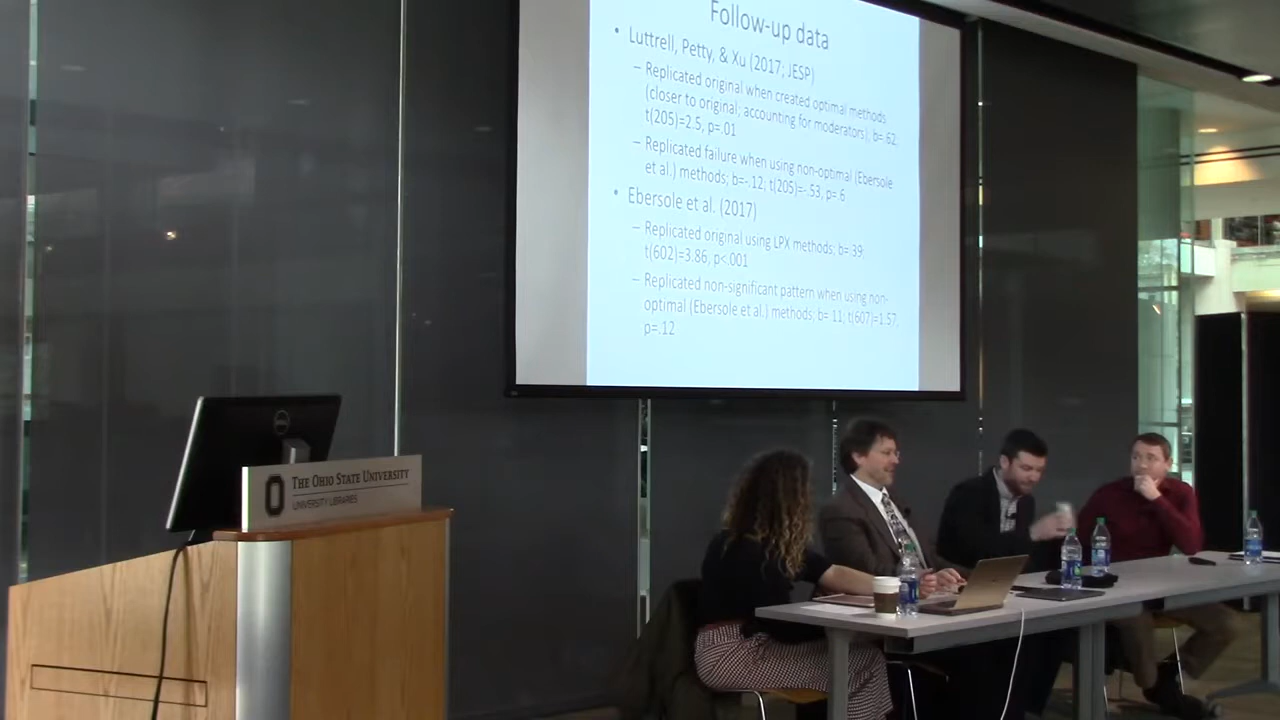 Follow-up data
• Luttrell, Petty, & Xu (2017; JESP)
– Replicated original when created optimal methods
(closer to original; accounting for moderators); b=.62;
t(205)=2.5, p=.01
– Replicated failure when using non-optimal (Ebersole
et al.) methods; b=-.12; t(205)=-.53, p=.6
• Ebersole et al. (2017)
– Replicated original using LPX methods; b=.39;
t(602)=3.86, p<.001
– Replicated non-significant pattern when using non-
optimal (Ebersole et al.) methods; b=.11; t(607)=1.57,
p=.12
DELL
THE OHIO STATE UNIVERSITY
UNIVERSITY LIBRARIES